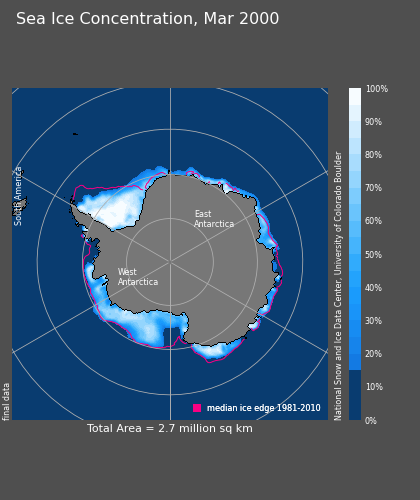 Sea Ice Concentration, Mar 2000
South America
East
Antarctica
West
Antarctica
final data
median ice edge 1981-2010
Total Area = 2.7 million sq km
National Snow and Ice Data Center, University of Colorado Boulder
100%
90%
80%
70%
60%
50%
40%
30%
20%
10%
0%